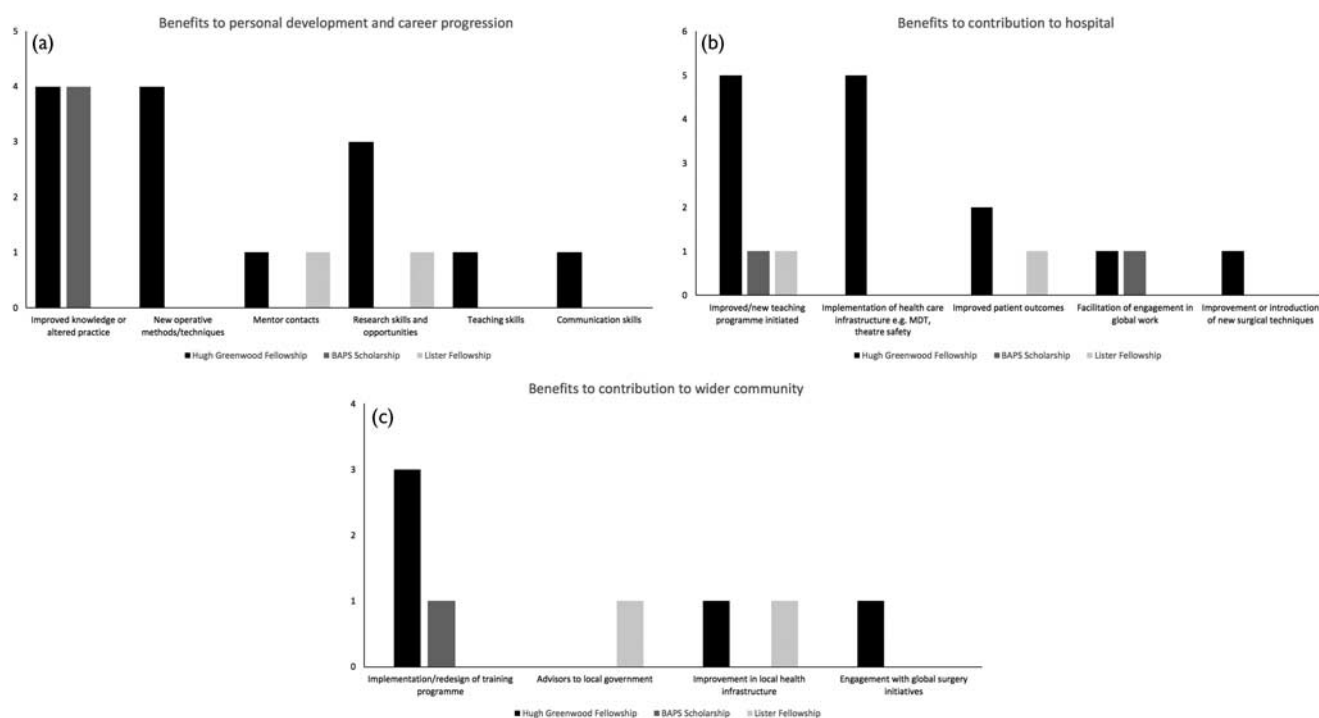 Benefits to personal development and career progression
(a)
5
4
3
2
1
0
Improved knowledge or
altered practice
New operative
methods/techniques
Mentor contacts
Research skills and
opportunities
Teaching skills
Communication skills
Hugh Greenwood Fellowship
BAPS Scholarship
Lister Fellowship
Benefits to contribution to hospital
(b)
6
5
4
3
2
1
0
Improved/new teaching
programme initiated
Implementation of health care
infrastructure e.g. MDT,
theatre safety
Improved patient outcomes
Facilitation of engagement in
global work
Improvement or introduction
of new surgical techniques
Hugh Greenwood Fellowship
BAPS Scholarship
Lister Fellowship
Benefits to contribution to wider community
(c)
4
3
2
1
0
Implementation/redesign of training
programme
Advisors to local government
Improvement in local health
infrastructure
Engagement with global surgery
initiatives
Hugh Greenwood Fellowship
BAPS Scholarship
Lister Fellowship